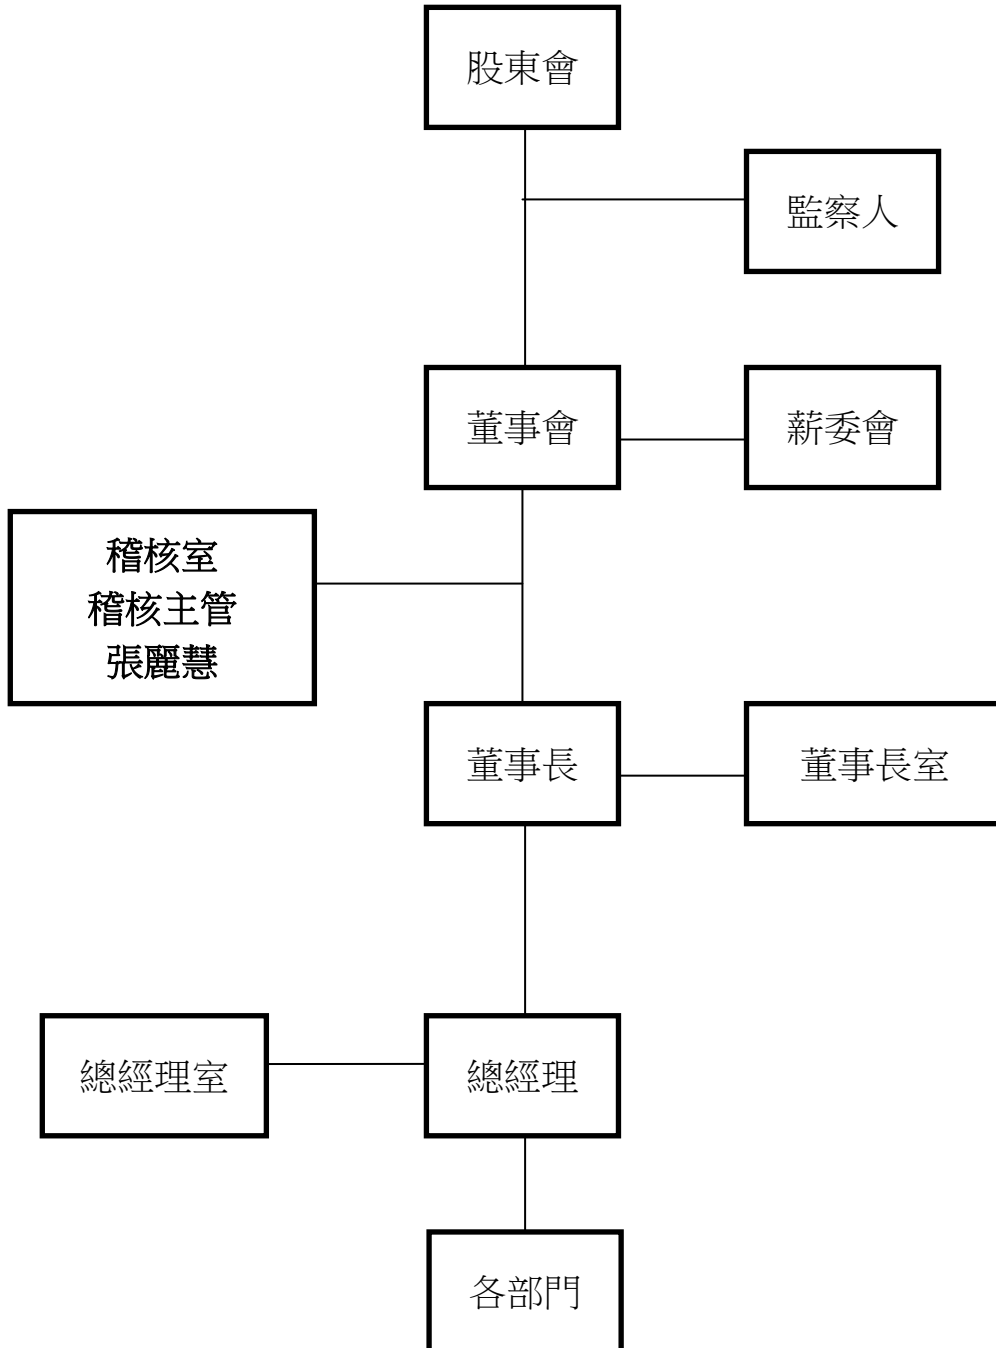 股東會
監察人
董事會
薪委會
稽核室
稽核主管
張麗慧
董事長
董事長室
總經理室
總經理
各部門